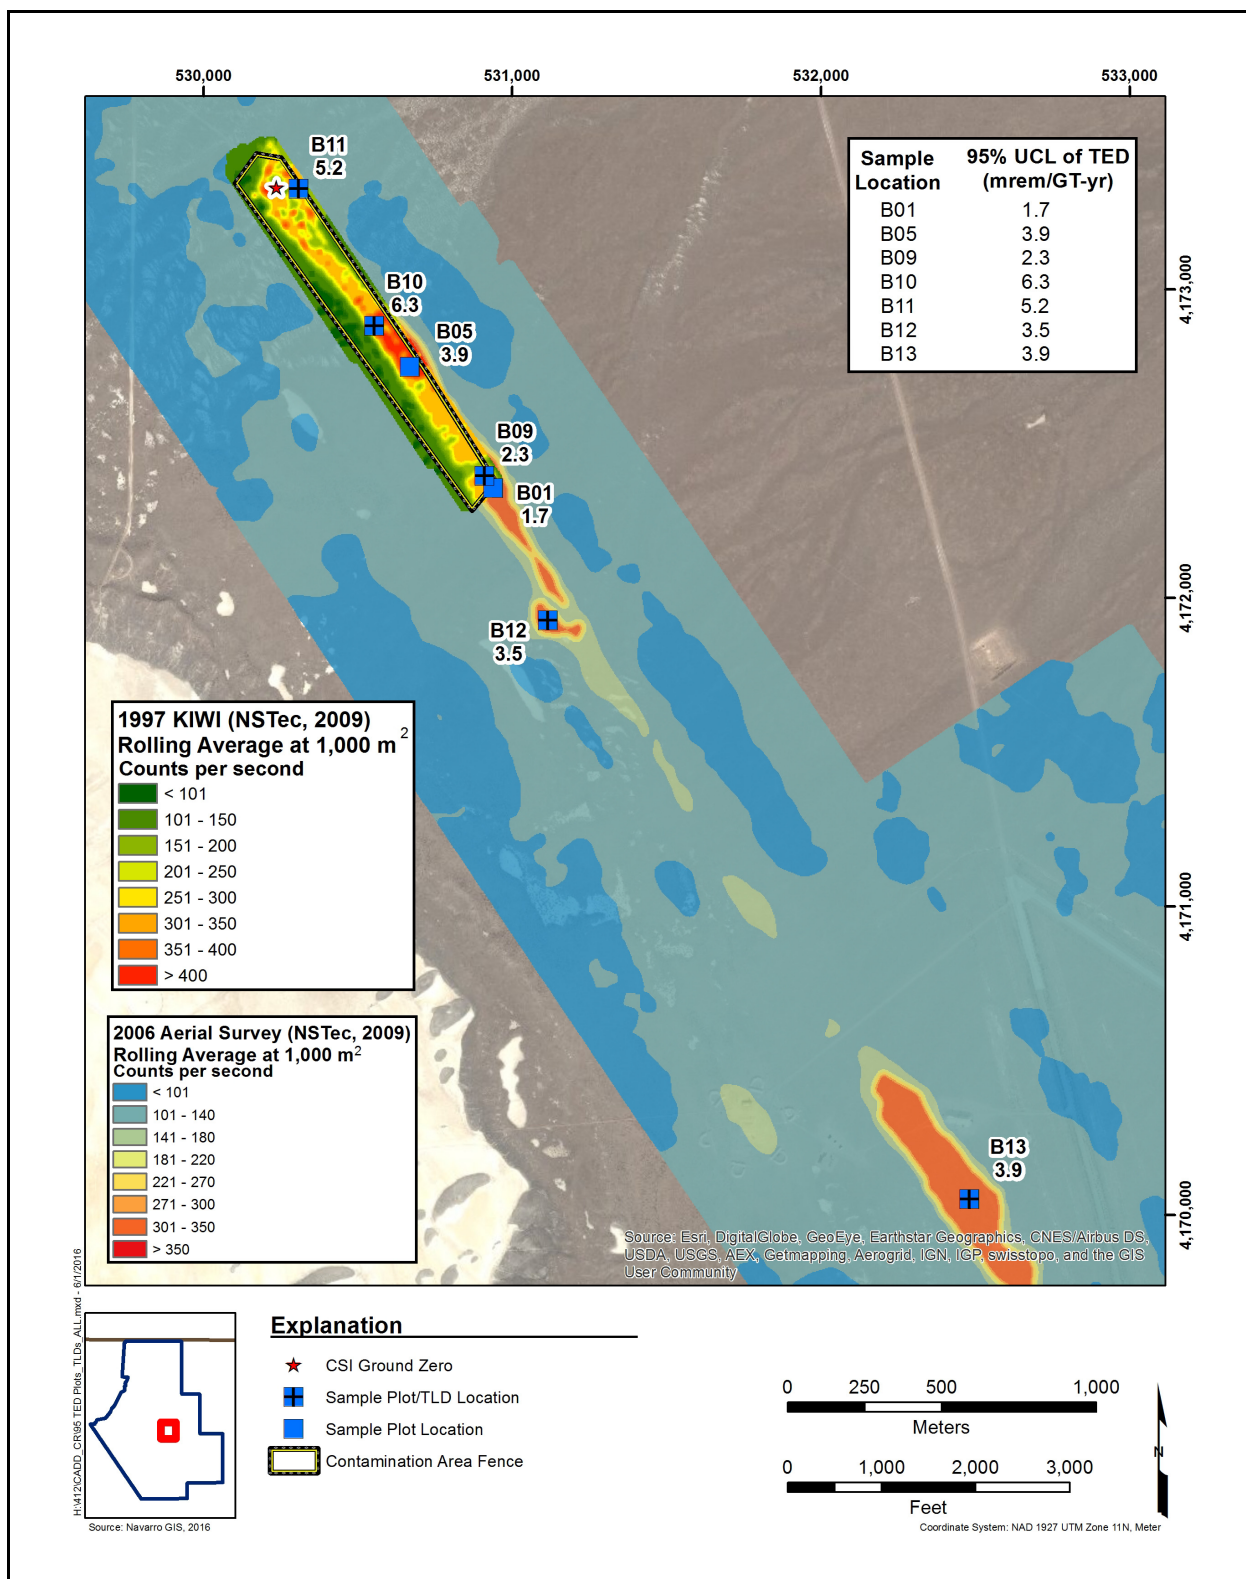 530,000
531,000
532,000
533,000
4,173,000
4,172,000
4,171,000
4,170,000
B11
5.2
B10
6.3
B05
3.9
B09
2.3
B01
1.7
B12
3.5
B13
3.9
Sample Location 95% UCL of TED (mrem/GT-yr)
B01 1.7
B05 3.9
B09 2.3
B10 6.3
B11 5.2
B12 3.5
B13 3.9
1997 KIWI (NSTec, 2009)
Rolling Average at 1,000 m2
Counts per second
< 101
101 - 150
151 - 200
201 - 250
251 - 300
301 - 350
351 - 400
> 400
2006 Aerial Survey (NSTec, 2009)
Rolling Average at 1,000 m2
Counts per second
< 101
101 - 140
141 - 180
181 - 220
221 - 270
271 - 300
301 - 350
> 350
Source: Esri, DigitalGlobe, GeoEye, Earthstar Geographics, CNES/Airbus DS,
USDA, USGS, AEX, Getmapping, Aerogrid, IGN, IGP, swisstopo, and the GIS
User Community
H:\412\CADD_CR\95 TED Plots_TLDs_ALL.mxd - 6/1/2016
Source: Navarro GIS, 2016
Explanation
CSI Ground Zero
Sample Plot/TLD Location
Sample Plot Location
Contamination Area Fence
0 250 500 1,000
Meters
0 1,000 2,000 3,000
Feet
N
Coordinate System: NAD 1927 UTM Zone 11N, Meter